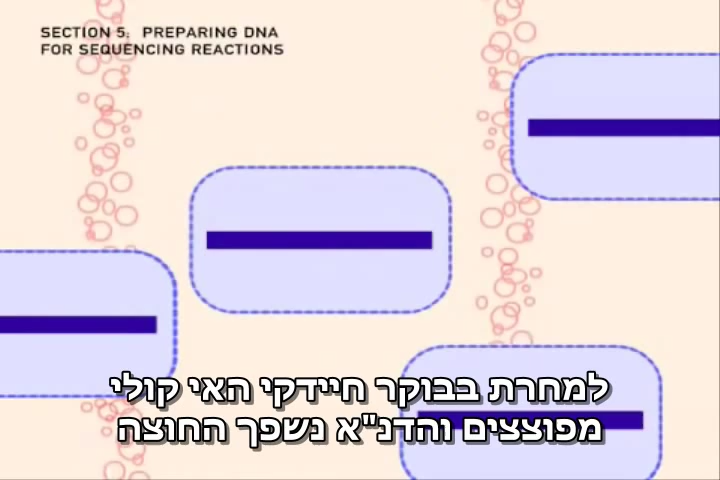 SECTION 5: PREPARING DNA
FOR SEQUENCING REACTIONS
למחרת בבוקר חיידקי האי קולי
מפוצצים והדנ"א נשפך החוצה